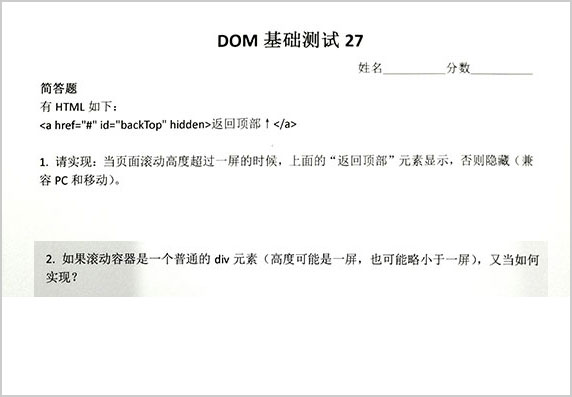 DOM 基础测试 27
姓名__________分数__________
简答题
有 HTML 如下：
<a href="#" id="backTop" hidden>返回顶部↑</a>
1. 请实现：当页面滚动高度超过一屏的时候，上面的“返回顶部”元素显示，否则隐藏（兼
容 PC 和移动）。
2. 如果滚动容器是一个普通的 div 元素（高度可能是一屏，也可能略小于一屏），又当如何
实现？